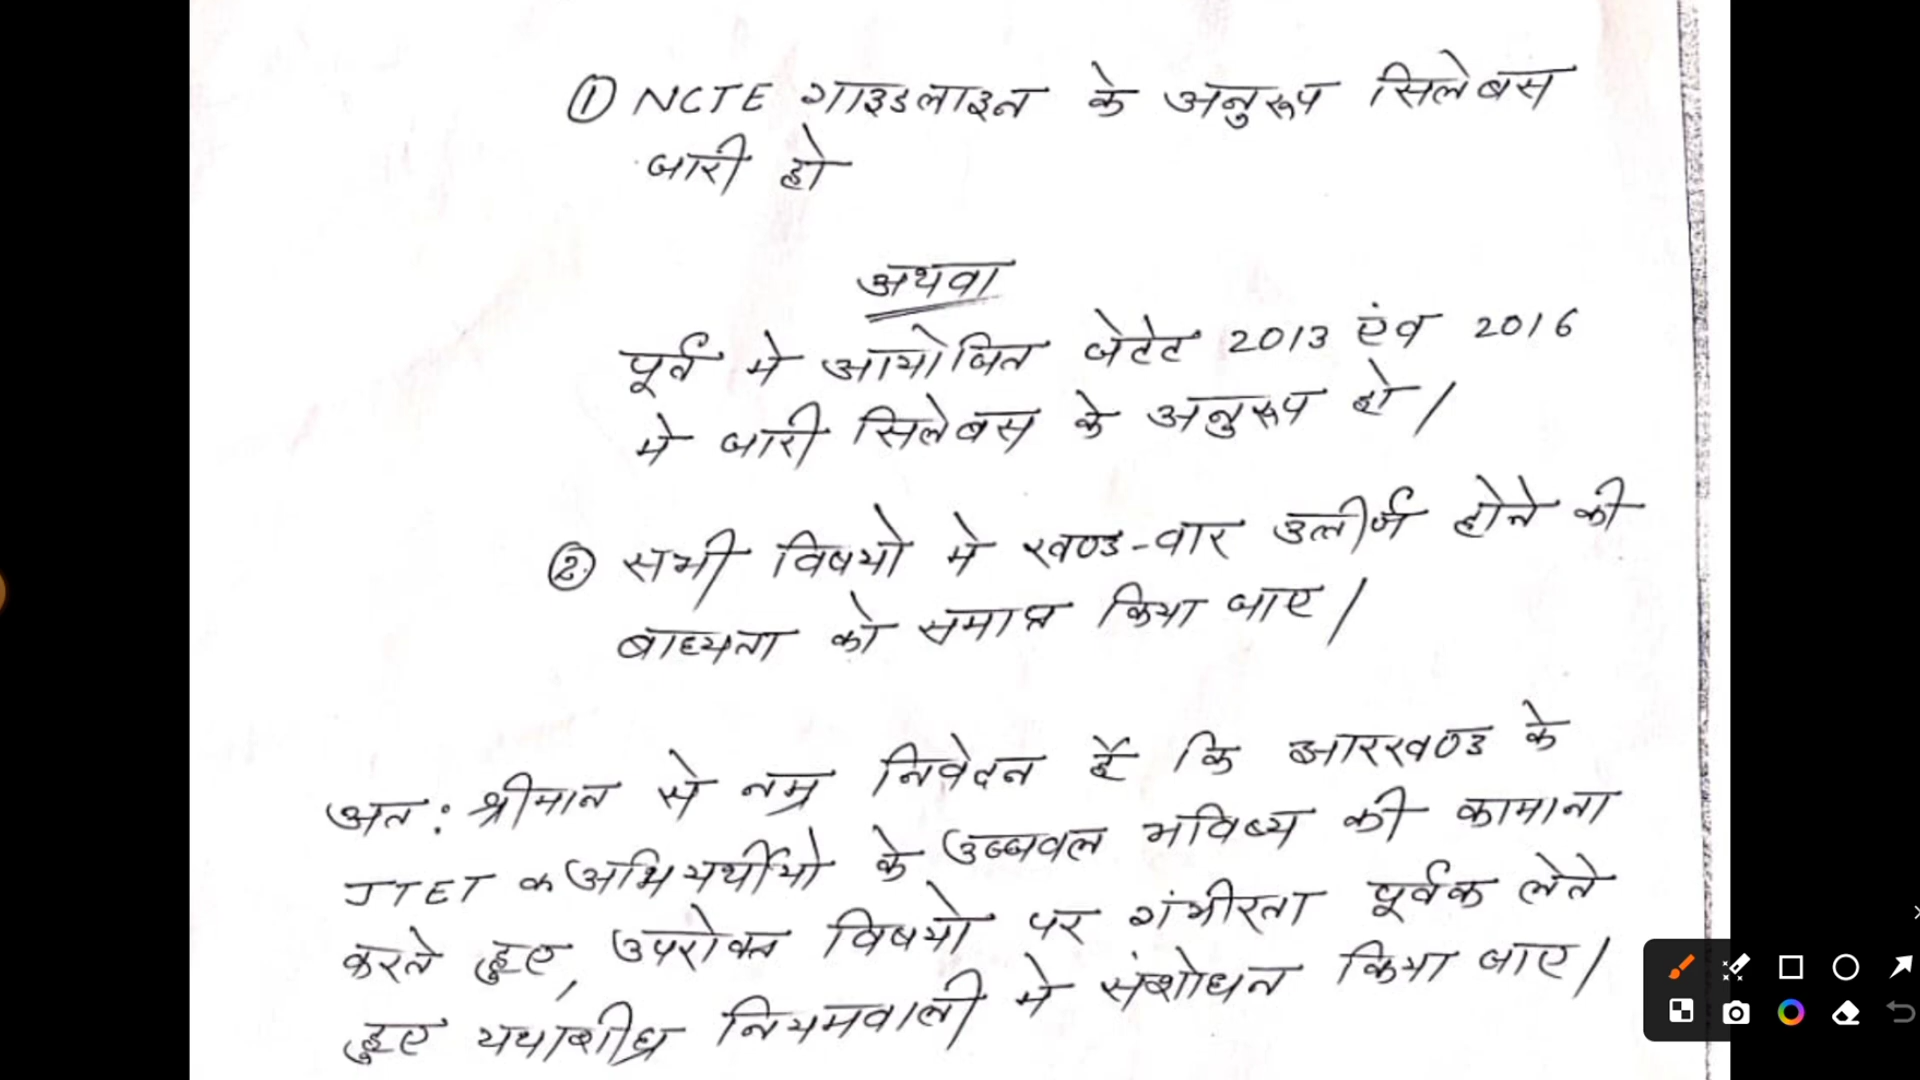 ① NCTE गाइडलाइन के अनुरूप सिलेबस
जारी हो
अथवा
पूर्व मे आयोजित जेटेट 2013 एंव 2016
मे जारी सिलेबस के अनुरूप हो।
② सभी विषयो मे खण्ड-वार उत्तीर्ण होने की
बाध्यता को समाप्त किया जाए।
अत: श्रीमान से नम्र निवेदन है कि झारखण्ड के
JTET के अभिर्यर्थीयो के उज्जवल भविष्य की कामाना
करते हुए, उपरोक्त विषयो पर गंभीरता पूर्वक लेते
हुए यथाशीघ्र नियमवाली मे संशोधन किया जाए।